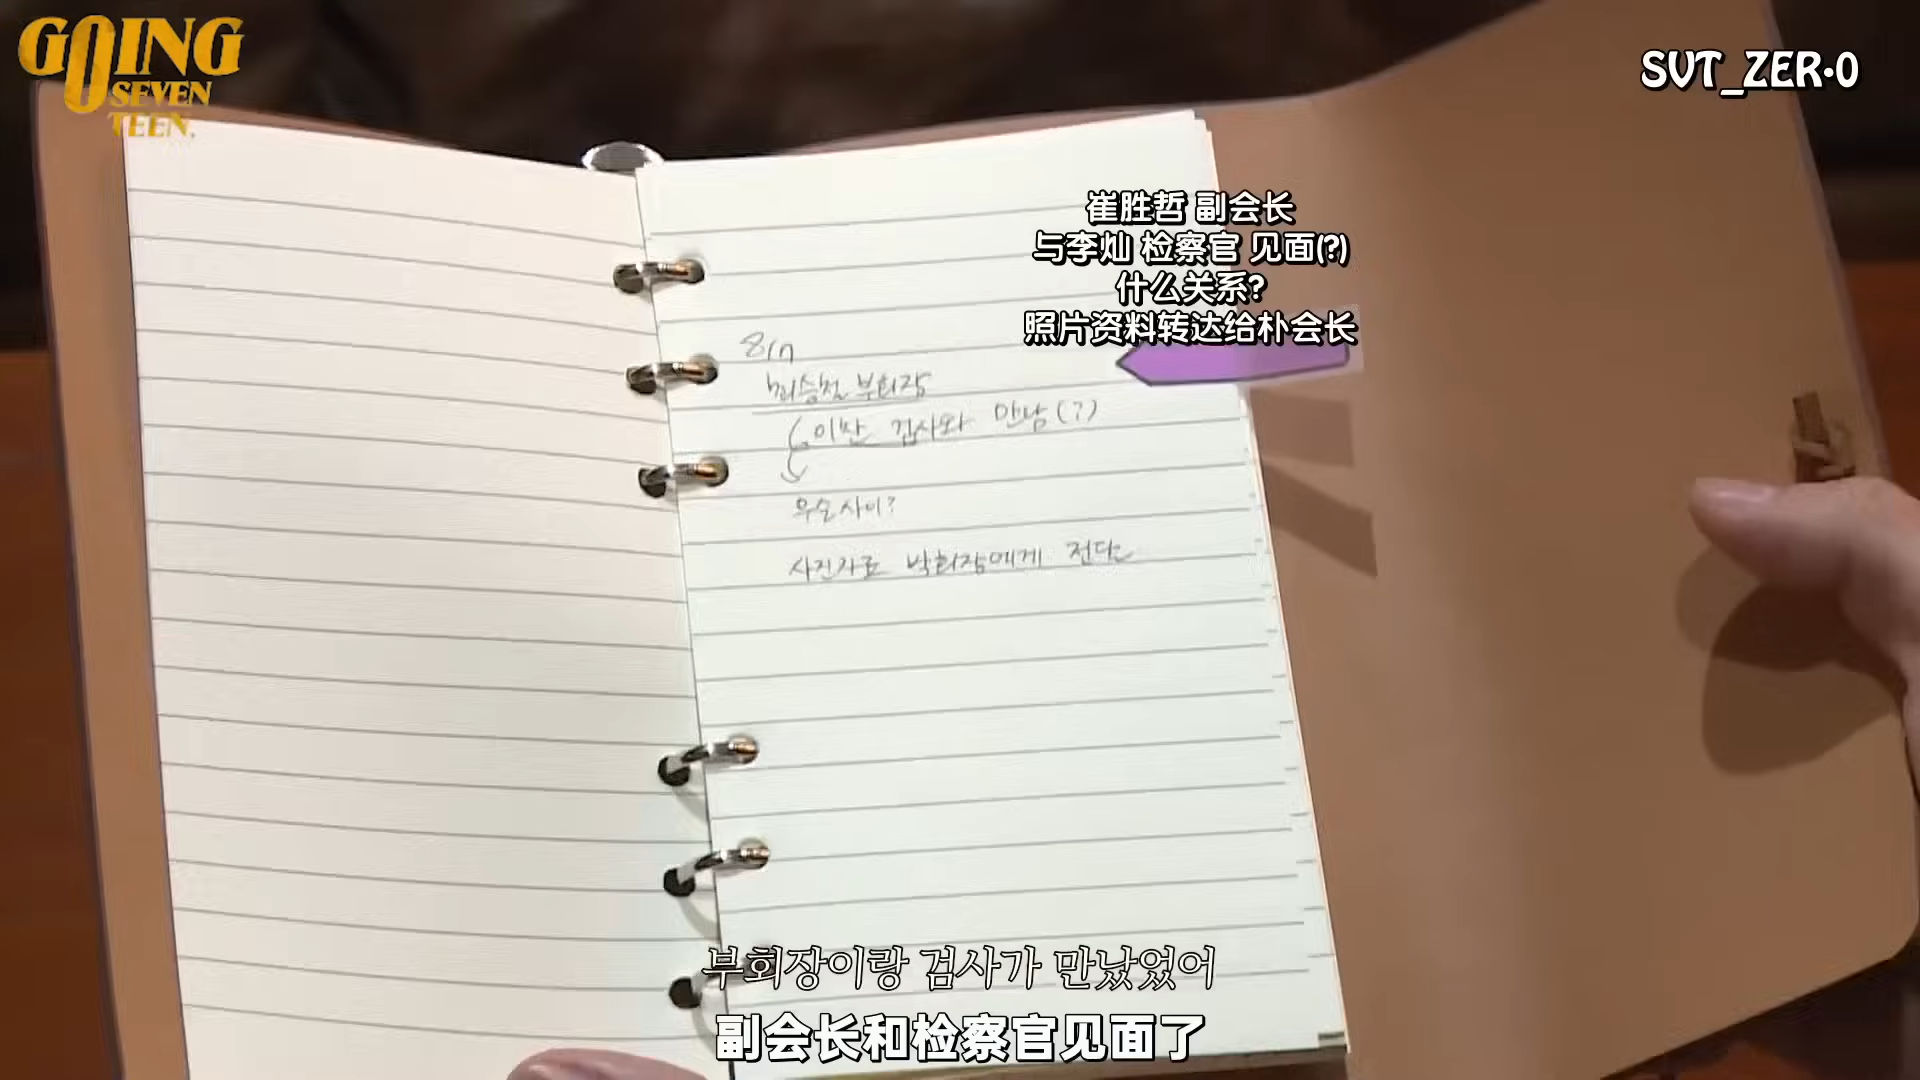 GOING
SEVEN
TEEN.
SVT_ZER·0
崔胜哲 副会长
与李灿 检察官 见面(?)
什么关系?
照片资料转达给朴会长
8/17
최승철 부회장
이찬 검사와 만남(?)
무슨사이?
사진자료 박회장에게 전달
부회장이랑 검사가 만났었어
副会长和检察官见面了